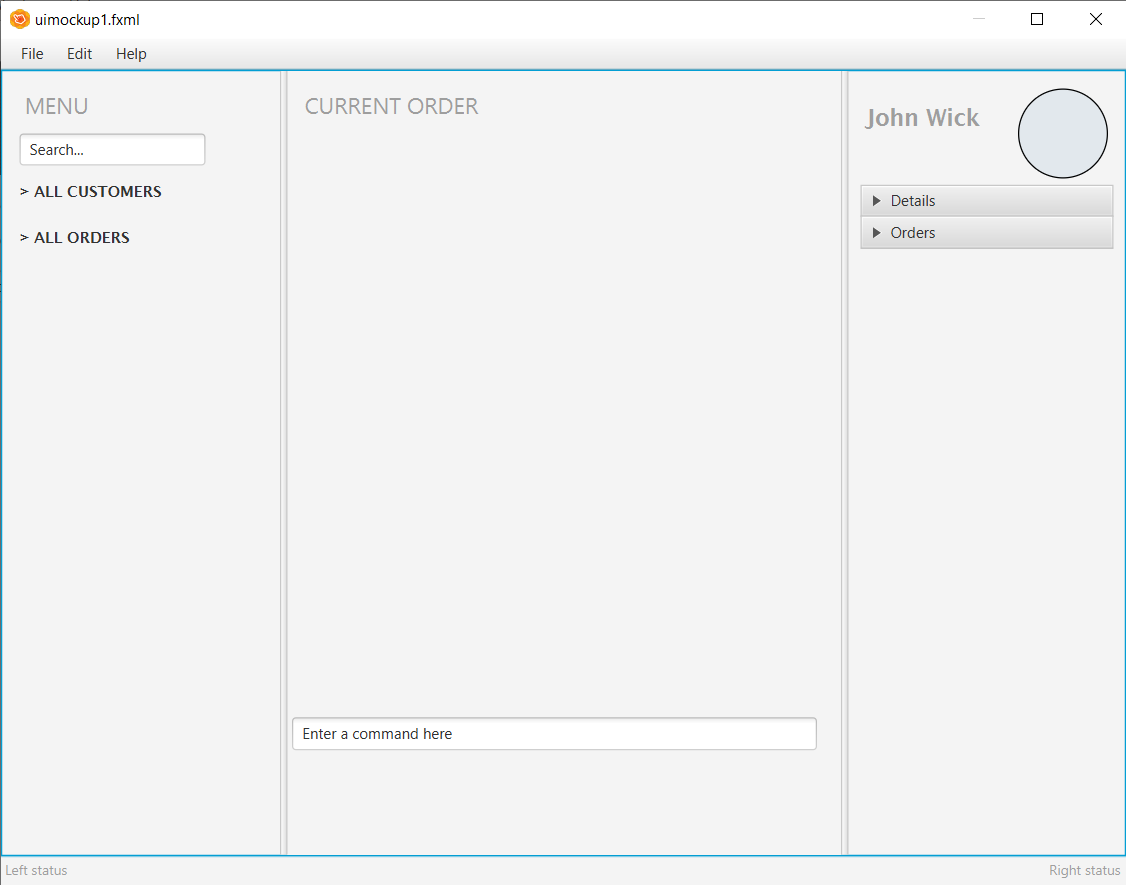 uimockup1.fxml
File Edit Help
MENU
Search...
> ALL CUSTOMERS
> ALL ORDERS
CURRENT ORDER
Enter a command here
John Wick
Details
Orders
Left status
Right status